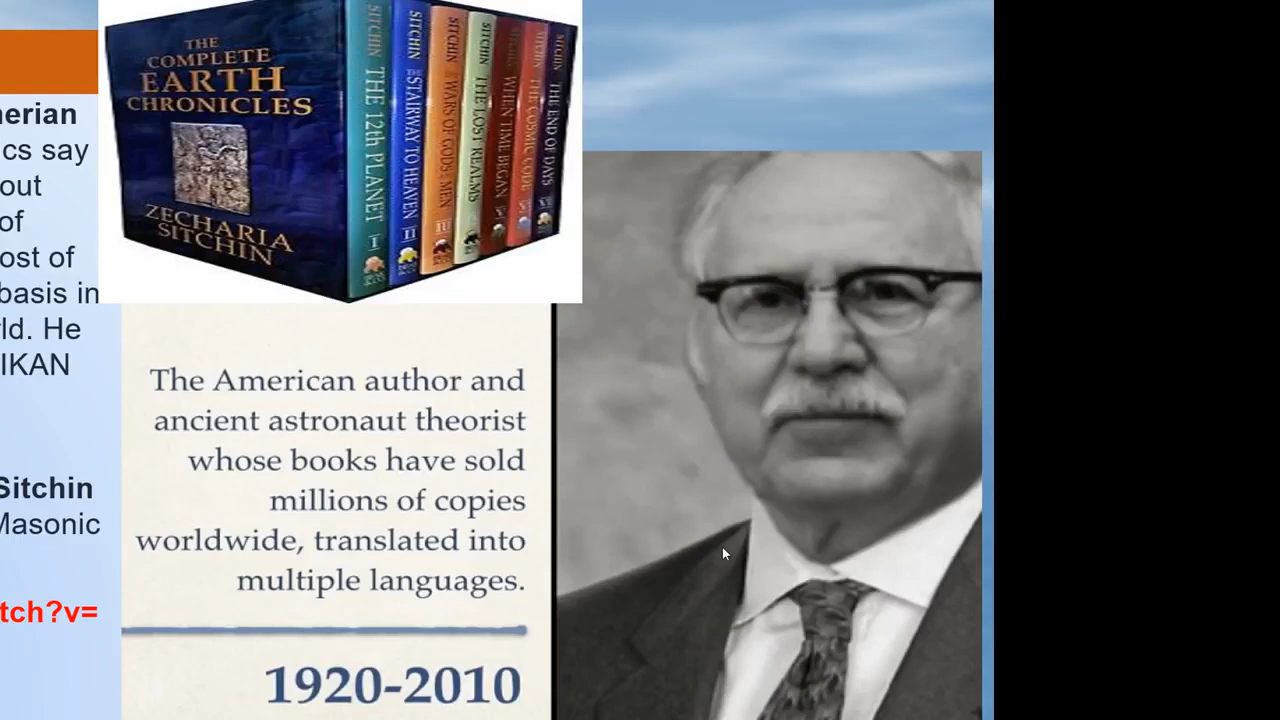 THE
COMPLETE
EARTH
CHRONICLES
ZECHARIA
SITCHIN
SITCHIN THE 12th PLANET I
SITCHIN THE STAIRWAY TO HEAVEN II
SITCHIN THE WARS OF GODS AND MEN III
SITCHIN THE LOST REALMS
SITCHIN WHEN TIME BEGAN V
SITCHIN THE COSMIC CODE
SITCHIN THE END OF DAYS
nerian
cs say
out
of
ost of
basis in
ld. He
IKAN
Sitchin
Masonic
tch?v=
The American author and
ancient astronaut theorist
whose books have sold
millions of copies
worldwide, translated into
multiple languages.
1920-2010